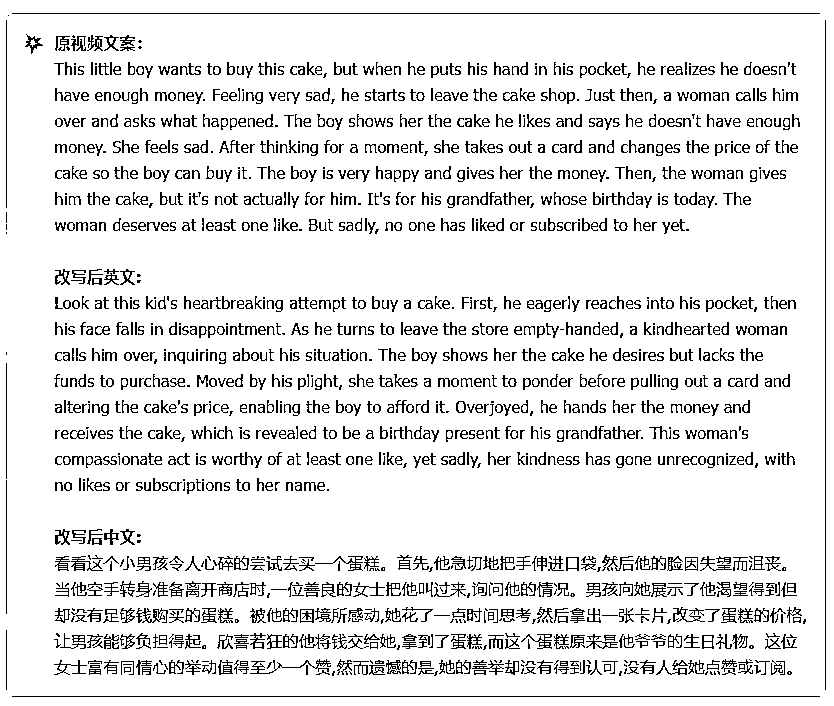 原视频文案：
This little boy wants to buy this cake, but when he puts his hand in his pocket, he realizes he doesn't
have enough money. Feeling very sad, he starts to leave the cake shop. Just then, a woman calls him
over and asks what happened. The boy shows her the cake he likes and says he doesn't have enough
money. She feels sad. After thinking for a moment, she takes out a card and changes the price of the
cake so the boy can buy it. The boy is very happy and gives her the money. Then, the woman gives
him the cake, but it's not actually for him. It's for his grandfather, whose birthday is today. The
woman deserves at least one like. But sadly, no one has liked or subscribed to her yet.
改写后英文：
Look at this kid's heartbreaking attempt to buy a cake. First, he eagerly reaches into his pocket, then
his face falls in disappointment. As he turns to leave the store empty-handed, a kindhearted woman
calls him over, inquiring about his situation. The boy shows her the cake he desires but lacks the
funds to purchase. Moved by his plight, she takes a moment to ponder before pulling out a card and
altering the cake's price, enabling the boy to afford it. Overjoyed, he hands her the money and
receives the cake, which is revealed to be a birthday present for his grandfather. This woman's
compassionate act is worthy of at least one like, yet sadly, her kindness has gone unrecognized, with
no likes or subscriptions to her name.
改写后中文：
看看这个小男孩令人心碎的尝试去买一个蛋糕。首先,他急切地把手伸进口袋,然后他的脸因失望而沮丧。
当他空手转身准备离开商店时,一位善良的女士把他叫过来,询问他的情况。男孩向她展示了他渴望得到但
却没有足够钱购买的蛋糕。被他的困境所感动,她花了一点时间思考,然后拿出一张卡片,改变了蛋糕的价格,
让男孩能够负担得起。欣喜若狂的他将钱交给她,拿到了蛋糕,而这个蛋糕原来是他爷爷的生日礼物。这位
女士富有同情心的举动值得至少一个赞,然而遗憾的是,她的善举却没有得到认可,没有人给她点赞或订阅。